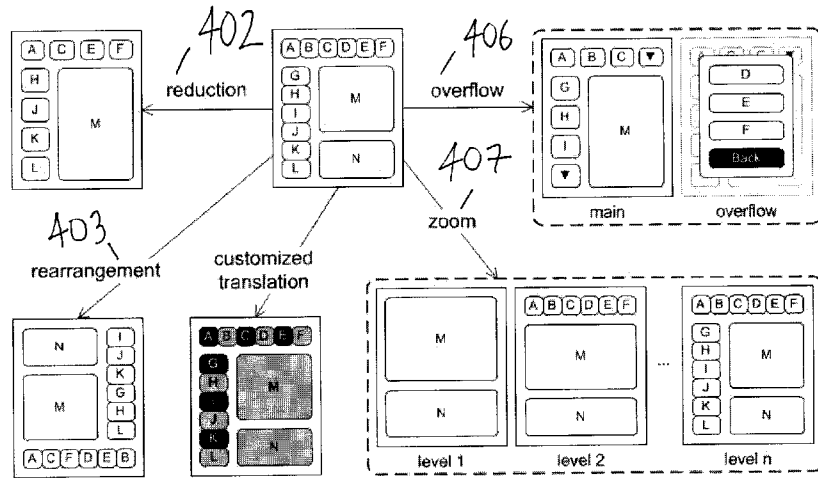 402
406
A C E F
A B C D E F
A B C ▼
reduction
overflow
H
J
K
L
M
G
H
I
J
K
L
M
N
G
H
I
▼
M
D
E
F
Back
main
overflow
407
zoom
403
rearrangement
customized
translation
N
M
I
J
K
G
H
L
A C F D E B
A B C D E F
G
H
J
K
L
M
N
M
N
level 1
A B C D E F
M
N
level 2
...
A B C D E F
G
H
I
J
K
L
M
N
level n